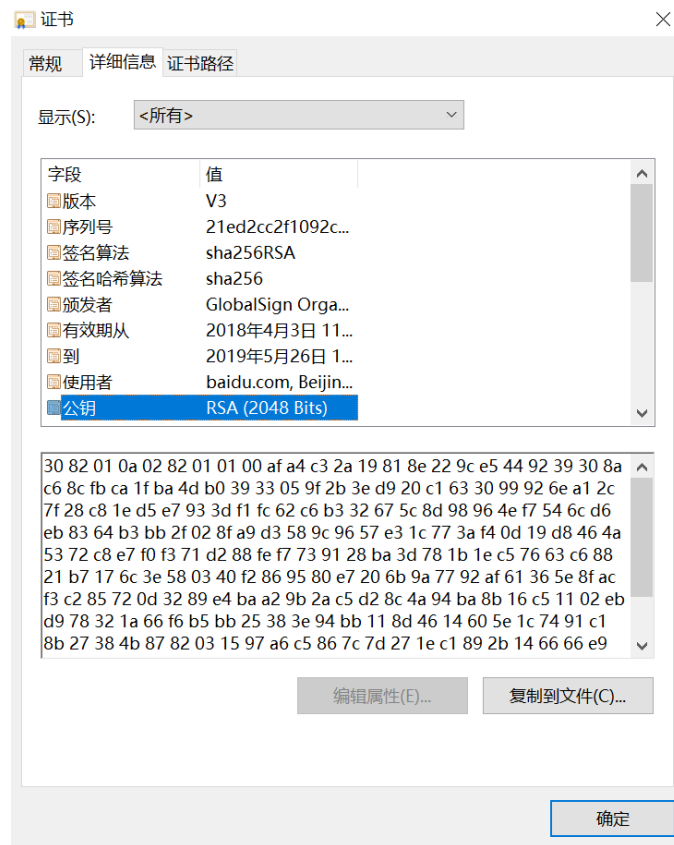 证书
常规 详细信息 证书路径
显示(S): <所有>
字段 值
版本 V3
序列号 21ed2cc2f1092c...
签名算法 sha256RSA
签名哈希算法 sha256
颁发者 GlobalSign Orga...
有效期从 2018年4月3日 11...
到 2019年5月26日 1...
使用者 baidu.com, Beijin...
公钥 RSA (2048 Bits)
30 82 01 0a 02 82 01 01 00 af a4 c3 2a 19 81 8e 22 9c e5 44 92 39 30 8a
c6 8c fb ca 1f ba 4d b0 39 33 05 9f 2b 3e d9 20 c1 63 30 99 92 6e a1 2c
7f 28 c8 1e d5 e7 93 3d f1 fc 62 c6 b3 32 67 5c 8d 98 96 4e f7 54 6c d6
eb 83 64 b3 bb 2f 02 8f a9 d3 58 9c 96 57 e3 1c 77 3a f4 0d 19 d8 46 4a
53 72 c8 e7 f0 f3 71 d2 88 fe f7 73 91 28 ba 3d 78 1b 1e c5 76 63 c6 88
21 b7 17 6c 3e 58 03 40 f2 86 95 80 e7 20 6b 9a 77 92 af 61 36 5e 8f ac
f3 c2 85 72 0d 32 89 e4 ba a2 9b 2a c5 d2 8c 4a 94 ba 8b 16 c5 11 02 eb
d9 78 32 1a 66 f6 b5 bb 25 38 3e 94 bb 11 8d 46 14 60 5e 1c 74 91 c1
8b 27 38 4b 87 82 03 15 97 a6 c5 86 7c 7d 27 1e c1 89 2b 14 66 66 e9
编辑属性(E)... 复制到文件(C)...
确定